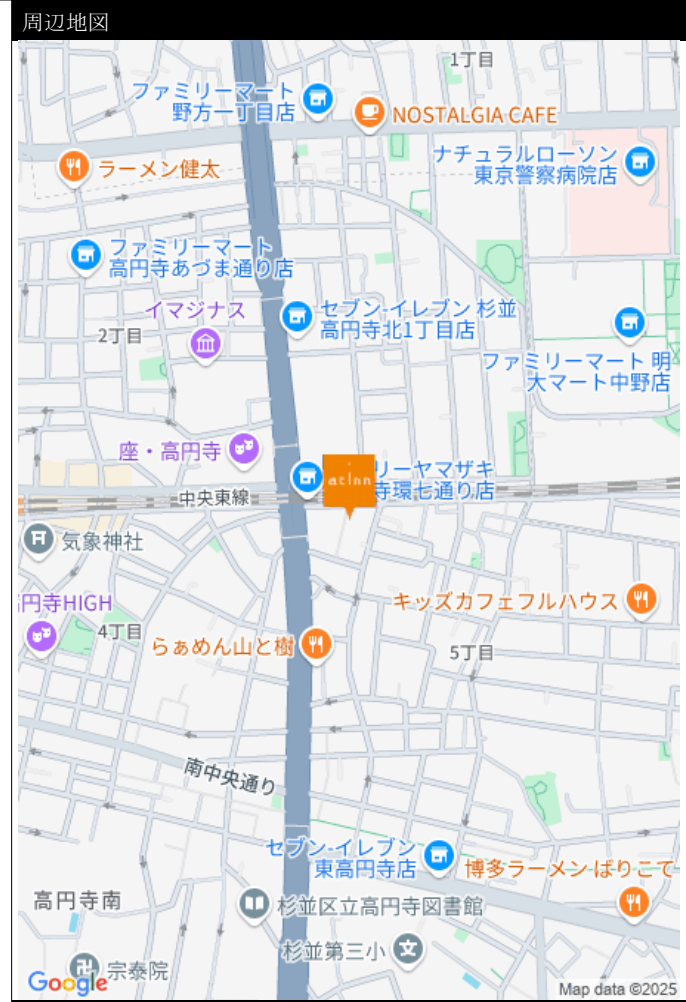 周辺地図
1丁目
ファミリーマート
野方一丁目店
NOSTALGIA CAFE
ナチュラルローソン
東京警察病院店
ラーメン健太
ファミリーマート
高円寺あづま通り店
イマジナス
セブン-イレブン 杉並
高円寺北1丁目店
2丁目
ファミリーマート 明
大マート中野店
座・高円寺
リーヤマザキ
寺環七通り店
at inn
中央東線
気象神社
円寺HIGH
キッズカフェフルハウス
4丁目
らぁめん山と樹
5丁目
南中央通り
セブン-イレブン
東高円寺店
博多ラーメン ばりこて
高円寺南
杉並区立高円寺図書館
杉並第三小
宗泰院
Google
Map data ©2025